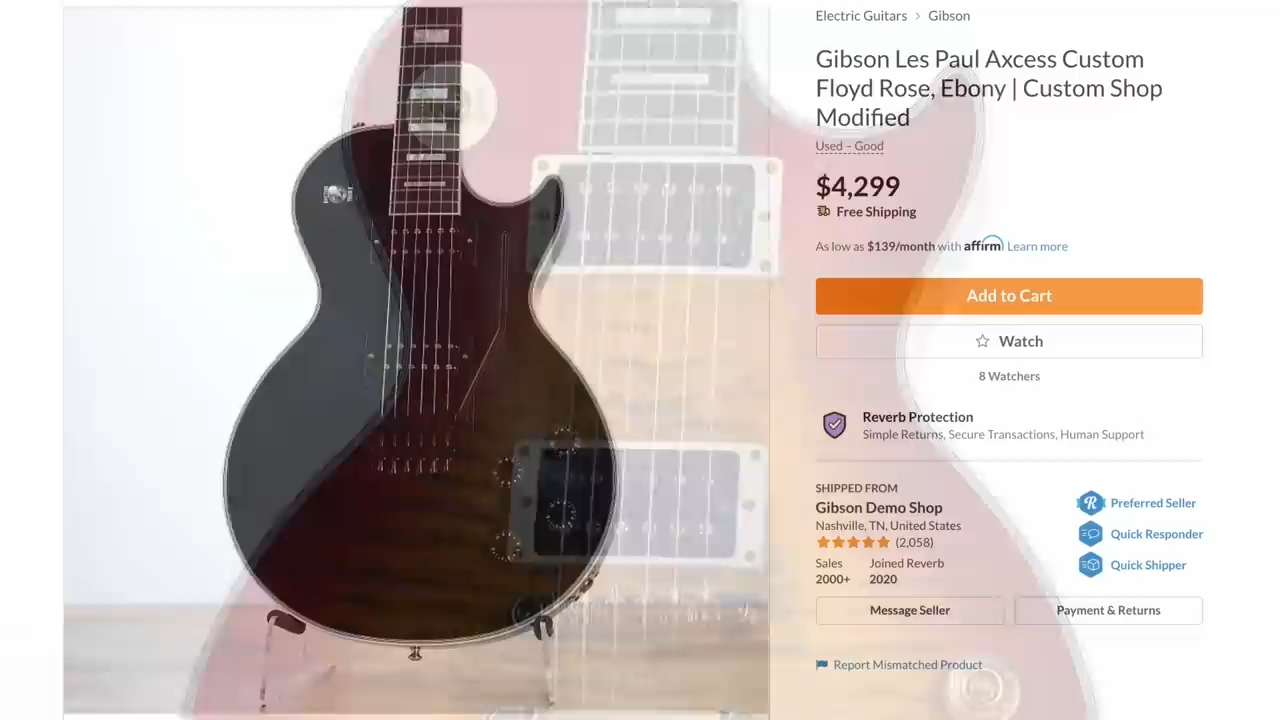 Electric Guitars > Gibson
Gibson Les Paul Axcess Custom
Floyd Rose, Ebony | Custom Shop
Modified
Used – Good
$4,299
Free Shipping
As low as $139/month with affirm Learn more
Add to Cart
Watch
8 Watchers
Reverb Protection
Simple Returns, Secure Transactions, Human Support
SHIPPED FROM
Gibson Demo Shop
Nashville, TN, United States
(2,058)
Sales Joined Reverb
2000+ 2020
Preferred Seller
Quick Responder
Quick Shipper
Message Seller Payment & Returns
Report Mismatched Product